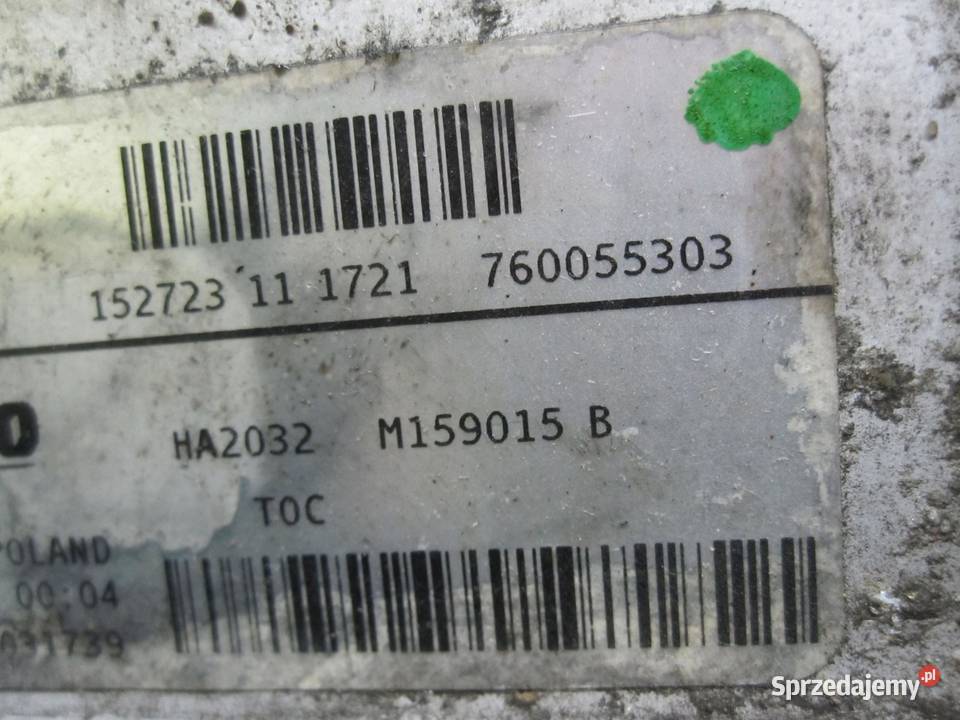 152723 11 1721 760055303
HA2032 M159015 B
TOC
POLAND
00:04
031739
Sprzedajemy.pl